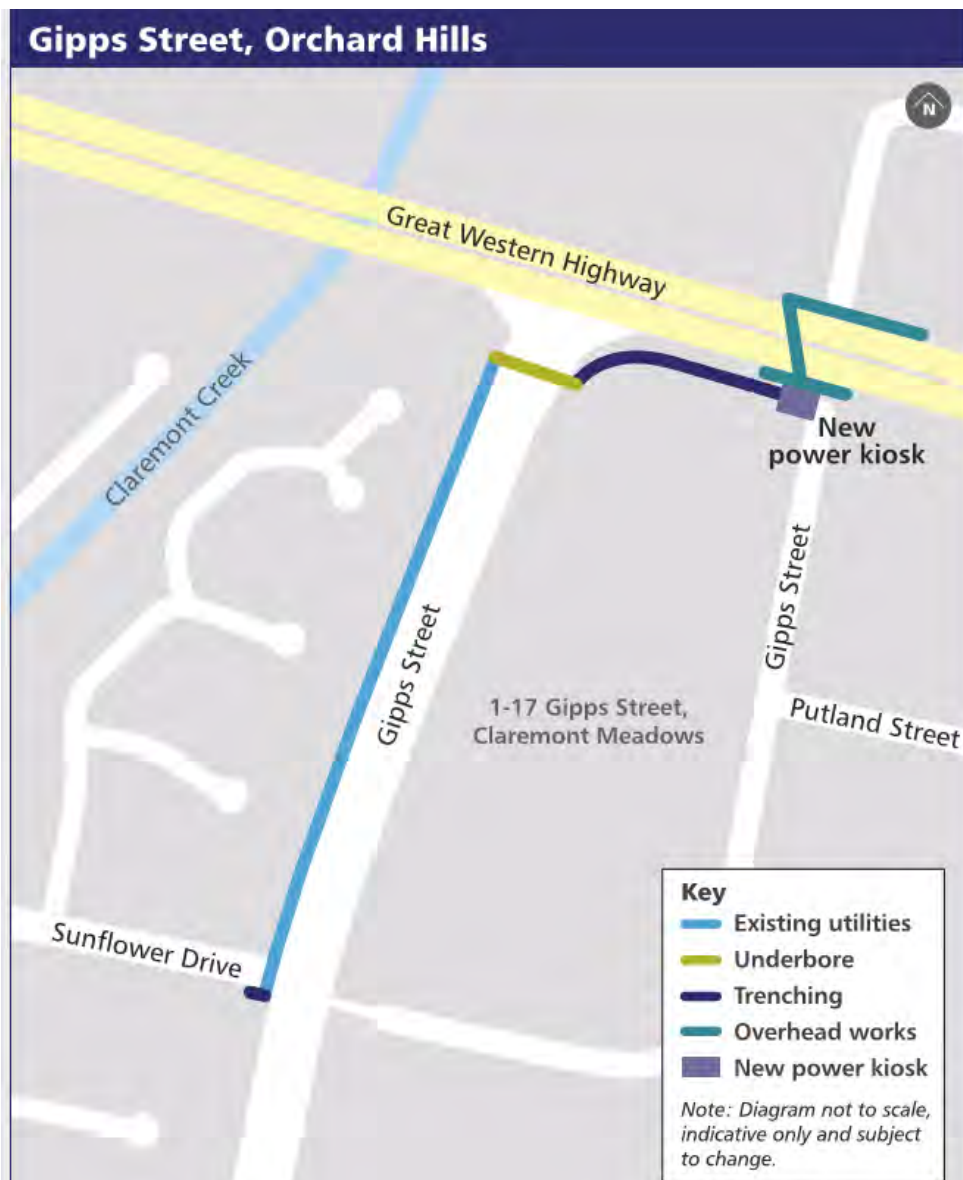 Gipps Street, Orchard Hills
N
Great Western Highway
Claremont Creek
New
power kiosk
Gipps Street
Gipps Street
1-17 Gipps Street,
Claremont Meadows
Putland Street
Sunflower Drive
Key
Existing utilities
Underbore
Trenching
Overhead works
New power kiosk
Note: Diagram not to scale,
indicative only and subject
to change.